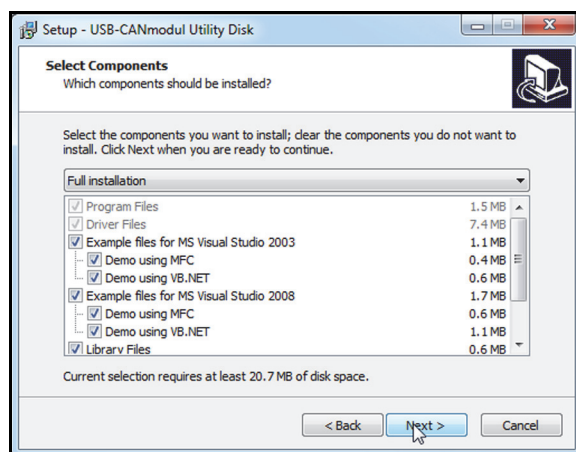 Setup - USB-CANmodul Utility Disk
Select Components
Which components should be installed?
Select the components you want to install; clear the components you do not want to
install. Click Next when you are ready to continue.
Full installation
Program Files 1.5 MB
Driver Files 7.4 MB
Example files for MS Visual Studio 2003 1.1 MB
Demo using MFC 0.4 MB
Demo using VB.NET 0.6 MB
Example files for MS Visual Studio 2008 1.7 MB
Demo using MFC 0.6 MB
Demo using VB.NET 1.1 MB
Library Files 0.6 MB
Current selection requires at least 20.7 MB of disk space.
< Back Next > Cancel